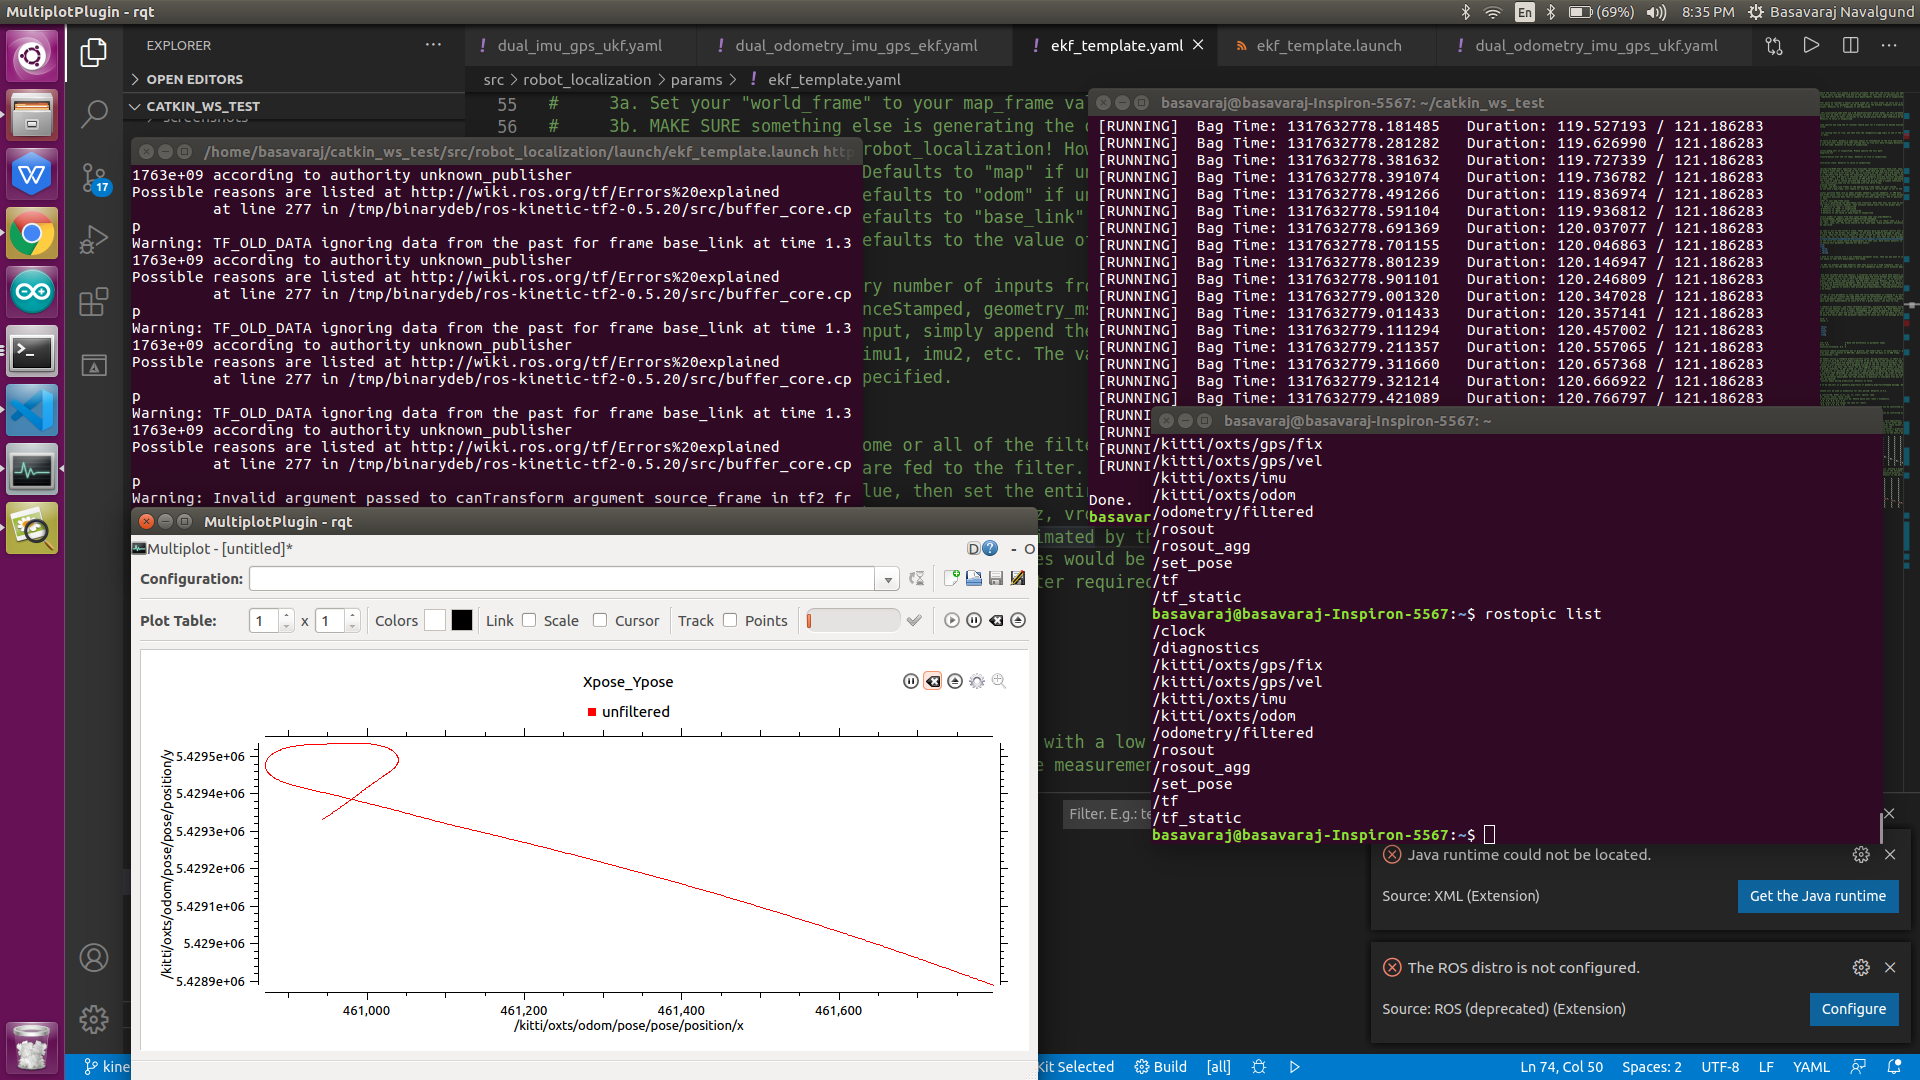 MultiplotPlugin - rqt
En
(69%)
8:35 PM
Basavaraj Navalgund
EXPLORER
OPEN EDITORS
CATKIN_WS_TEST
screenshots
17
dual_imu_gps_ukf.yaml
dual_odometry_imu_gps_ekf.yaml
ekf_template.yaml
ekf_template.launch
dual_odometry_imu_gps_ukf.yaml
src > robot_localization > params > ! ekf_template.yaml
55 # 3a. Set your "world_frame" to your map_frame va
56 # 3b. MAKE SURE something else is generating the
robot_localization! How
Defaults to "map" if un
efaults to "odom" if un
efaults to "base_link"
efaults to the value of
ry number of inputs fro
nceStamped, geometry_ms
nput, simply append the
imu1, imu2, etc. The va
pecified.
ome or all of the filte
are fed to the filter.
lue, then set the entir
z, vro
imated by th
es would be
ter required
with a low
e measuremen
/home/basavaraj/catkin_ws_test/src/robot_localization/launch/ekf_template.launch http
1763e+09 according to authority unknown_publisher
Possible reasons are listed at http://wiki.ros.org/tf/Errors%20explained
at line 277 in /tmp/binarydeb/ros-kinetic-tf2-0.5.20/src/buffer_core.cp
p
Warning: TF_OLD_DATA ignoring data from the past for frame base_link at time 1.3
1763e+09 according to authority unknown_publisher
Possible reasons are listed at http://wiki.ros.org/tf/Errors%20explained
at line 277 in /tmp/binarydeb/ros-kinetic-tf2-0.5.20/src/buffer_core.cp
p
Warning: TF_OLD_DATA ignoring data from the past for frame base_link at time 1.3
1763e+09 according to authority unknown_publisher
Possible reasons are listed at http://wiki.ros.org/tf/Errors%20explained
at line 277 in /tmp/binarydeb/ros-kinetic-tf2-0.5.20/src/buffer_core.cp
p
Warning: TF_OLD_DATA ignoring data from the past for frame base_link at time 1.3
1763e+09 according to authority unknown_publisher
Possible reasons are listed at http://wiki.ros.org/tf/Errors%20explained
at line 277 in /tmp/binarydeb/ros-kinetic-tf2-0.5.20/src/buffer_core.cp
p
Warning: Invalid argument passed to canTransform argument source_frame in tf2 fr
basavaraj@basavaraj-Inspiron-5567: ~/catkin_ws_test
[RUNNING] Bag Time: 1317632778.181485 Duration: 119.527193 / 121.186283
[RUNNING] Bag Time: 1317632778.281282 Duration: 119.626990 / 121.186283
[RUNNING] Bag Time: 1317632778.381632 Duration: 119.727339 / 121.186283
[RUNNING] Bag Time: 1317632778.391074 Duration: 119.736782 / 121.186283
[RUNNING] Bag Time: 1317632778.491266 Duration: 119.836974 / 121.186283
[RUNNING] Bag Time: 1317632778.591104 Duration: 119.936812 / 121.186283
[RUNNING] Bag Time: 1317632778.691369 Duration: 120.037077 / 121.186283
[RUNNING] Bag Time: 1317632778.701155 Duration: 120.046863 / 121.186283
[RUNNING] Bag Time: 1317632778.801239 Duration: 120.146947 / 121.186283
[RUNNING] Bag Time: 1317632778.901101 Duration: 120.246809 / 121.186283
[RUNNING] Bag Time: 1317632779.001320 Duration: 120.347028 / 121.186283
[RUNNING] Bag Time: 1317632779.011433 Duration: 120.357141 / 121.186283
[RUNNING] Bag Time: 1317632779.111294 Duration: 120.457002 / 121.186283
[RUNNING] Bag Time: 1317632779.211357 Duration: 120.557065 / 121.186283
[RUNNING] Bag Time: 1317632779.311660 Duration: 120.657368 / 121.186283
[RUNNING] Bag Time: 1317632779.321214 Duration: 120.666922 / 121.186283
[RUNNING] Bag Time: 1317632779.421089 Duration: 120.766797 / 121.186283
[RUNNI
[RUNNI
[RUNNI
[RUNNI
Done.
basavar
basavaraj@basavaraj-Inspiron-5567: ~
/kitti/oxts/gps/fix
/kitti/oxts/gps/vel
/kitti/oxts/imu
/kitti/oxts/odom
/odometry/filtered
/rosout
/rosout_agg
/set_pose
/tf
/tf_static
basavaraj@basavaraj-Inspiron-5567:~$ rostopic list
/clock
/diagnostics
/kitti/oxts/gps/fix
/kitti/oxts/gps/vel
/kitti/oxts/imu
/kitti/oxts/odom
/odometry/filtered
/rosout
/rosout_agg
/set_pose
/tf
/tf_static
basavaraj@basavaraj-Inspiron-5567:~$
MultiplotPlugin - rqt
Multiplot - [untitled]*
D
- O
Configuration:
Plot Table: 1 x 1 Colors Link Scale Cursor Track Points
Xpose_Ypose
unfiltered
/kitti/oxts/odom/pose/pose/position/y
5.4295e+06
5.4294e+06
5.4293e+06
5.4292e+06
5.4291e+06
5.429e+06
5.4289e+06
461,000
461,200
461,400
461,600
/kitti/oxts/odom/pose/pose/position/x
Filter. E.g.: te
Java runtime could not be located.
Source: XML (Extension)
Get the Java runtime
The ROS distro is not configured.
Source: ROS (deprecated) (Extension)
Configure
kine
Kit Selected
Build
[all]
Ln 74, Col 50
Spaces: 2
UTF-8
LF
YAML